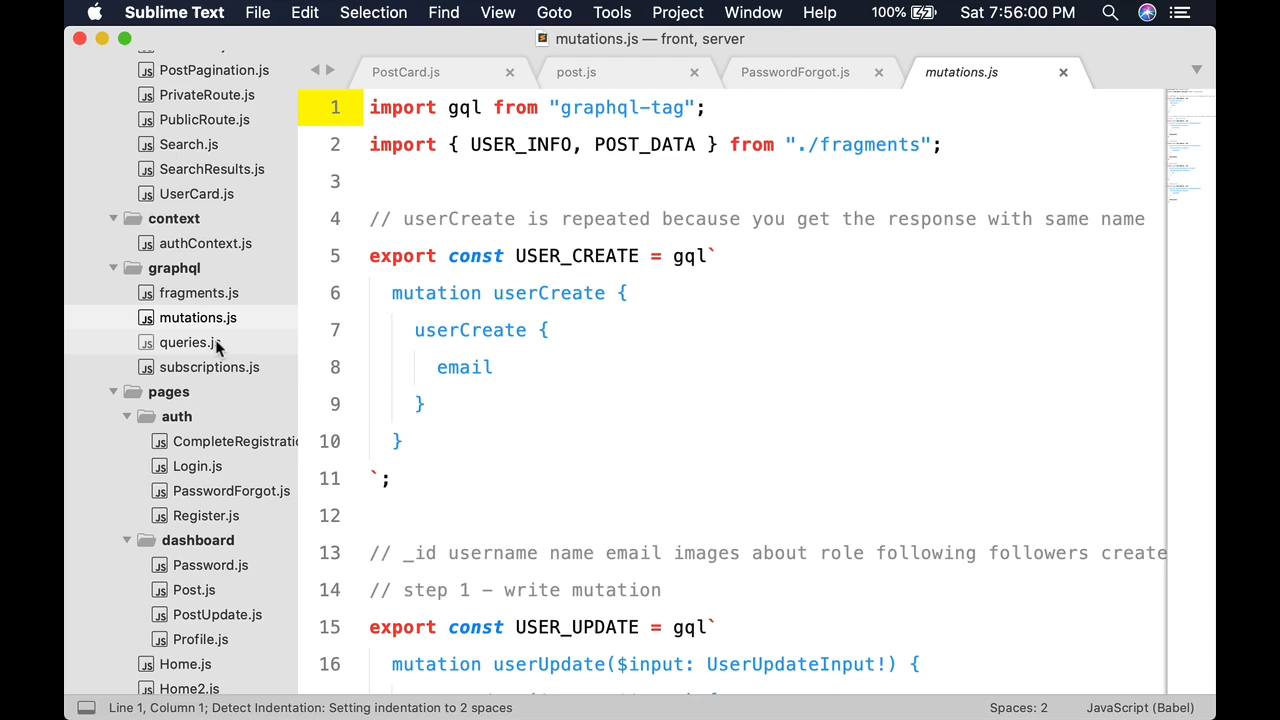 Sublime Text File Edit Selection Find View Goto Tools Project Window Help 100% Sat 7:56:00 PM
mutations.js — front, server
PostPagination.js
PrivateRoute.js
PublicRoute.js
Search.js
SearchResults.js
UserCard.js
context
authContext.js
graphql
fragments.js
mutations.js
queries.js
subscriptions.js
pages
auth
CompleteRegistratio
Login.js
PasswordForgot.js
Register.js
dashboard
Password.js
Post.js
PostUpdate.js
Profile.js
Home.js
Home2.js
PostCard.js × post.js × PasswordForgot.js × mutations.js ×
1 import gql from "graphql-tag";
2 import { USER_INFO, POST_DATA } from "./fragments";
3
4 // userCreate is repeated because you get the response with same name
5 export const USER_CREATE = gql`
6 mutation userCreate {
7 userCreate {
8 email
9 }
10 }
11 `;
12
13 // _id username name email images about role following followers create
14 // step 1 - write mutation
15 export const USER_UPDATE = gql`
16 mutation userUpdate($input: UserUpdateInput!) {
Line 1, Column 1; Detect Indentation: Setting indentation to 2 spaces Spaces: 2 JavaScript (Babel)